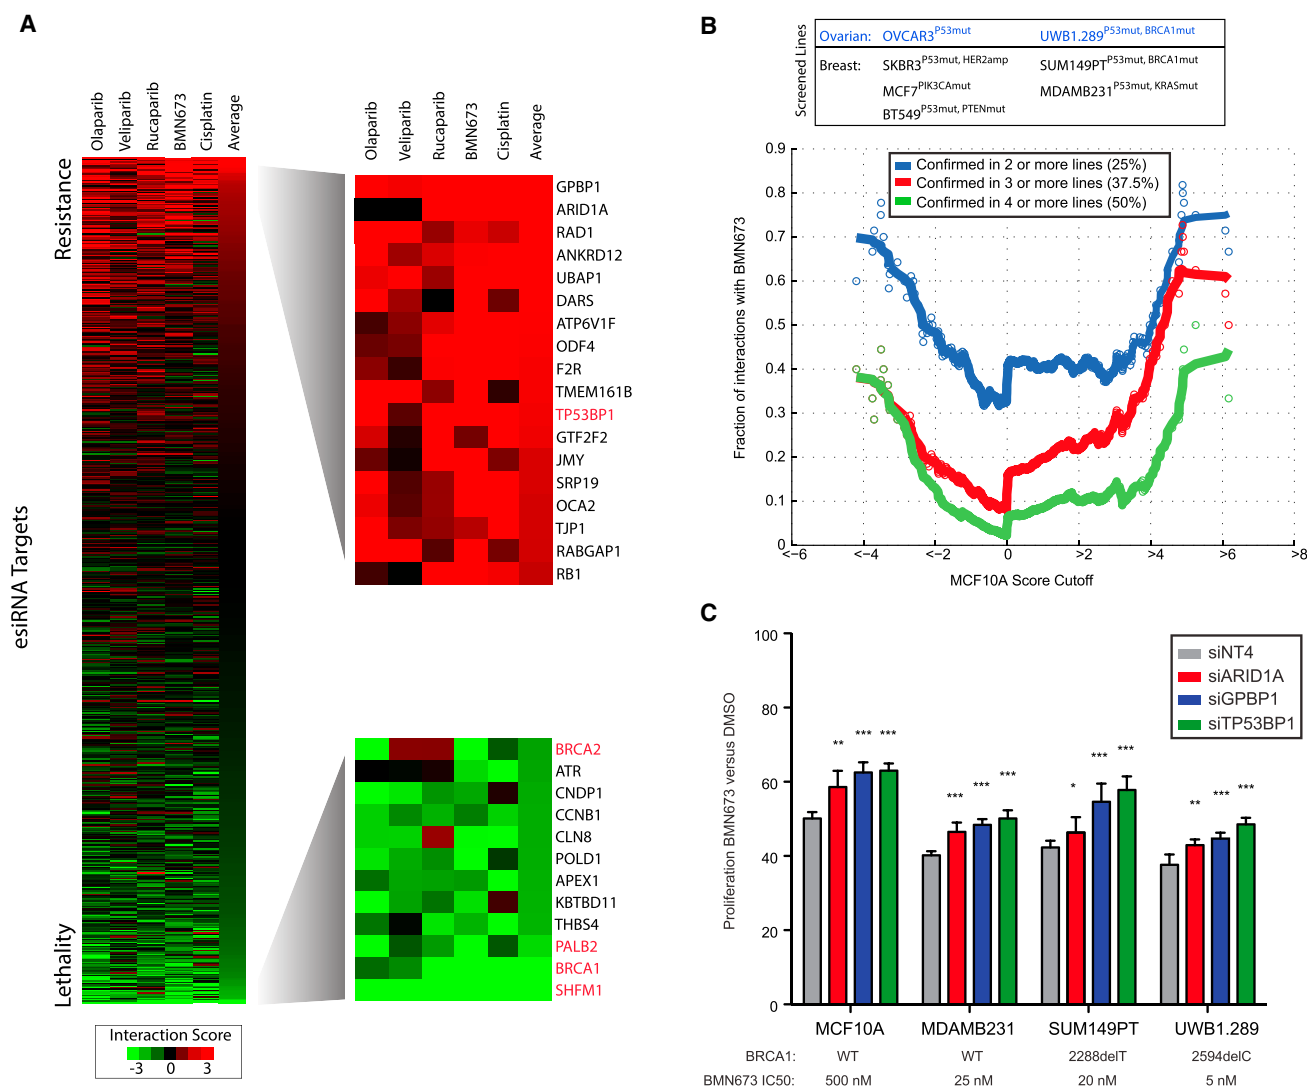 A
Olaparib
Veliparib
Rucaparib
BMN673
Cisplatin
Average
Resistance
esiRNA Targets
Lethality
Olaparib
Veliparib
Rucaparib
BMN673
Cisplatin
Average
GPBP1
ARID1A
RAD1
ANKRD12
UBAP1
DARS
ATP6V1F
ODF4
F2R
TMEM161B
TP53BP1
GTF2F2
JMY
SRP19
OCA2
TJP1
RABGAP1
RB1
BRCA2
ATR
CNDP1
CCNB1
CLN8
POLD1
APEX1
KBTBD11
THBS4
PALB2
BRCA1
SHFM1
Interaction Score
-3 0 3
B
Screened Lines
Ovarian: OVCAR3P53mut UWB1.289P53mut, BRCA1mut
Breast: SKBR3P53mut, HER2amp SUM149PTP53mut, BRCA1mut
MCF7PIK3CAmut MDAMB231P53mut, KRASmut
BT549P53mut, PTENmut
Fraction of interactions with BMN673
0.9
0.8
0.7
0.6
0.5
0.4
0.3
0.2
0.1
0
Confirmed in 2 or more lines (25%)
Confirmed in 3 or more lines (37.5%)
Confirmed in 4 or more lines (50%)
<−6 <−4 <−2 0 >2 >4 >6 >8
MCF10A Score Cutoff
C
Proliferation BMN673 versus DMSO
100
80
60
40
20
0
siNT4
siARID1A
siGPBP1
siTP53BP1
** *** ***
*** *** ***
* *** ***
** *** ***
MCF10A MDAMB231 SUM149PT UWB1.289
BRCA1: WT WT 2288delT 2594delC
BMN673 IC50: 500 nM 25 nM 20 nM 5 nM